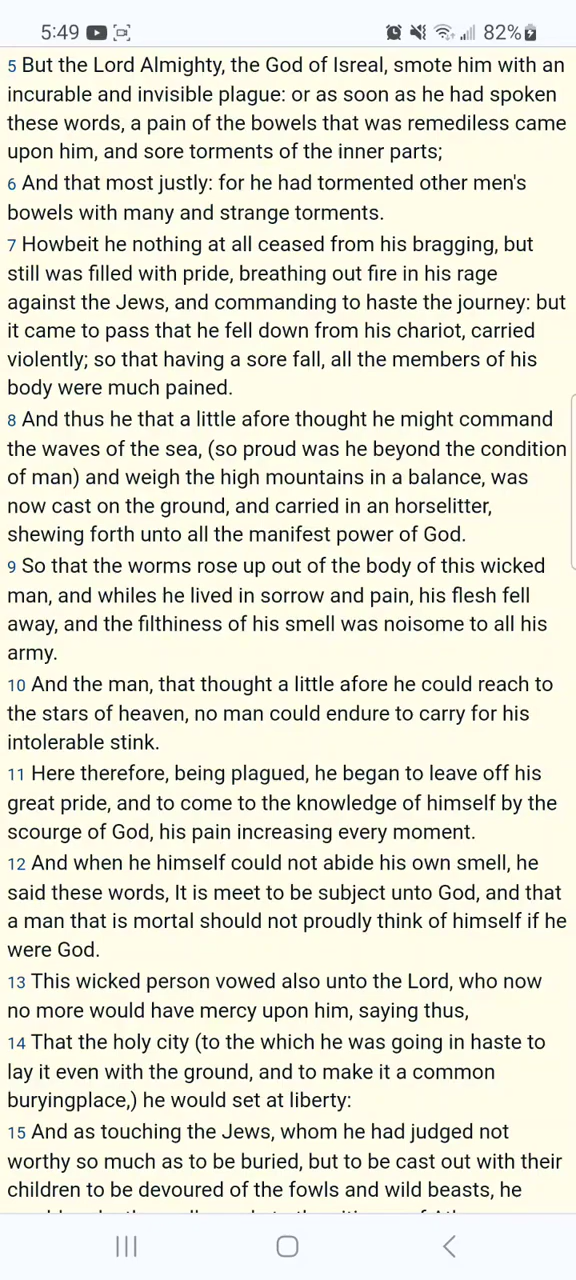 5:49
82%
5 But the Lord Almighty, the God of Isreal, smote him with an
incurable and invisible plague: or as soon as he had spoken
these words, a pain of the bowels that was remediless came
upon him, and sore torments of the inner parts;
6 And that most justly: for he had tormented other men's
bowels with many and strange torments.
7 Howbeit he nothing at all ceased from his bragging, but
still was filled with pride, breathing out fire in his rage
against the Jews, and commanding to haste the journey: but
it came to pass that he fell down from his chariot, carried
violently; so that having a sore fall, all the members of his
body were much pained.
8 And thus he that a little afore thought he might command
the waves of the sea, (so proud was he beyond the condition
of man) and weigh the high mountains in a balance, was
now cast on the ground, and carried in an horselitter,
shewing forth unto all the manifest power of God.
9 So that the worms rose up out of the body of this wicked
man, and whiles he lived in sorrow and pain, his flesh fell
away, and the filthiness of his smell was noisome to all his
army.
10 And the man, that thought a little afore he could reach to
the stars of heaven, no man could endure to carry for his
intolerable stink.
11 Here therefore, being plagued, he began to leave off his
great pride, and to come to the knowledge of himself by the
scourge of God, his pain increasing every moment.
12 And when he himself could not abide his own smell, he
said these words, It is meet to be subject unto God, and that
a man that is mortal should not proudly think of himself if he
were God.
13 This wicked person vowed also unto the Lord, who now
no more would have mercy upon him, saying thus,
14 That the holy city (to the which he was going in haste to
lay it even with the ground, and to make it a common
buryingplace,) he would set at liberty:
15 And as touching the Jews, whom he had judged not
worthy so much as to be buried, but to be cast out with their
children to be devoured of the fowls and wild beasts, he